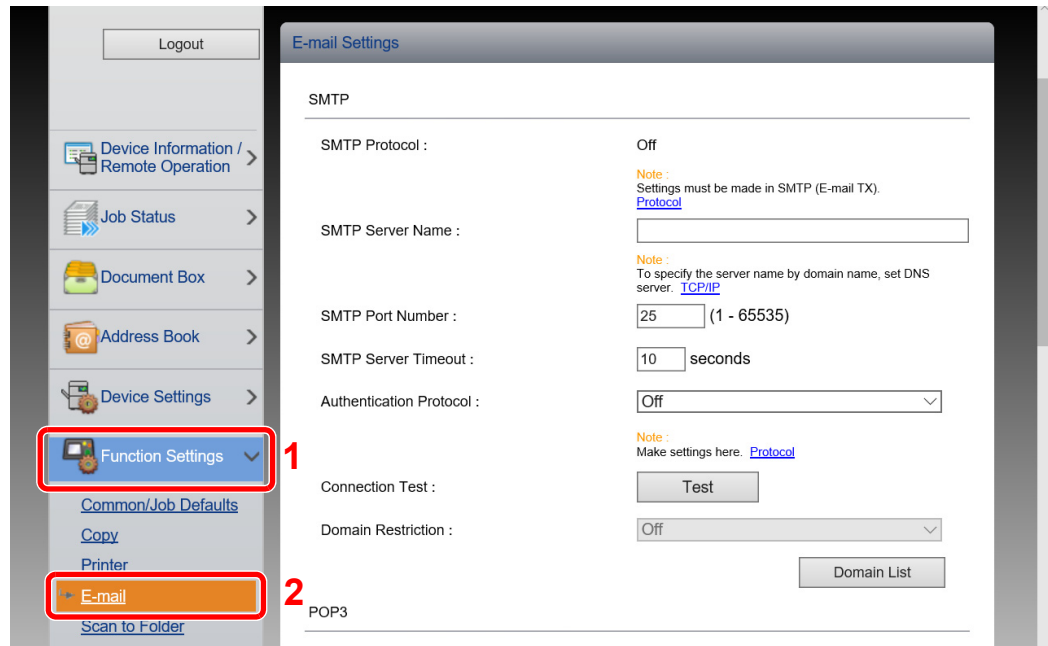 Logout
Device Information /
Remote Operation
Job Status
Document Box
Address Book
Device Settings
Function Settings
1
Common/Job Defaults
Copy
Printer
E-mail
2
Scan to Folder
E-mail Settings
SMTP
SMTP Protocol :
Off
Note :
Settings must be made in SMTP (E-mail TX).
Protocol
SMTP Server Name :
Note :
To specify the server name by domain name, set DNS
server. TCP/IP
SMTP Port Number :
25 (1 - 65535)
SMTP Server Timeout :
10 seconds
Authentication Protocol :
Off
Note :
Make settings here. Protocol
Connection Test :
Test
Domain Restriction :
Off
Domain List
POP3